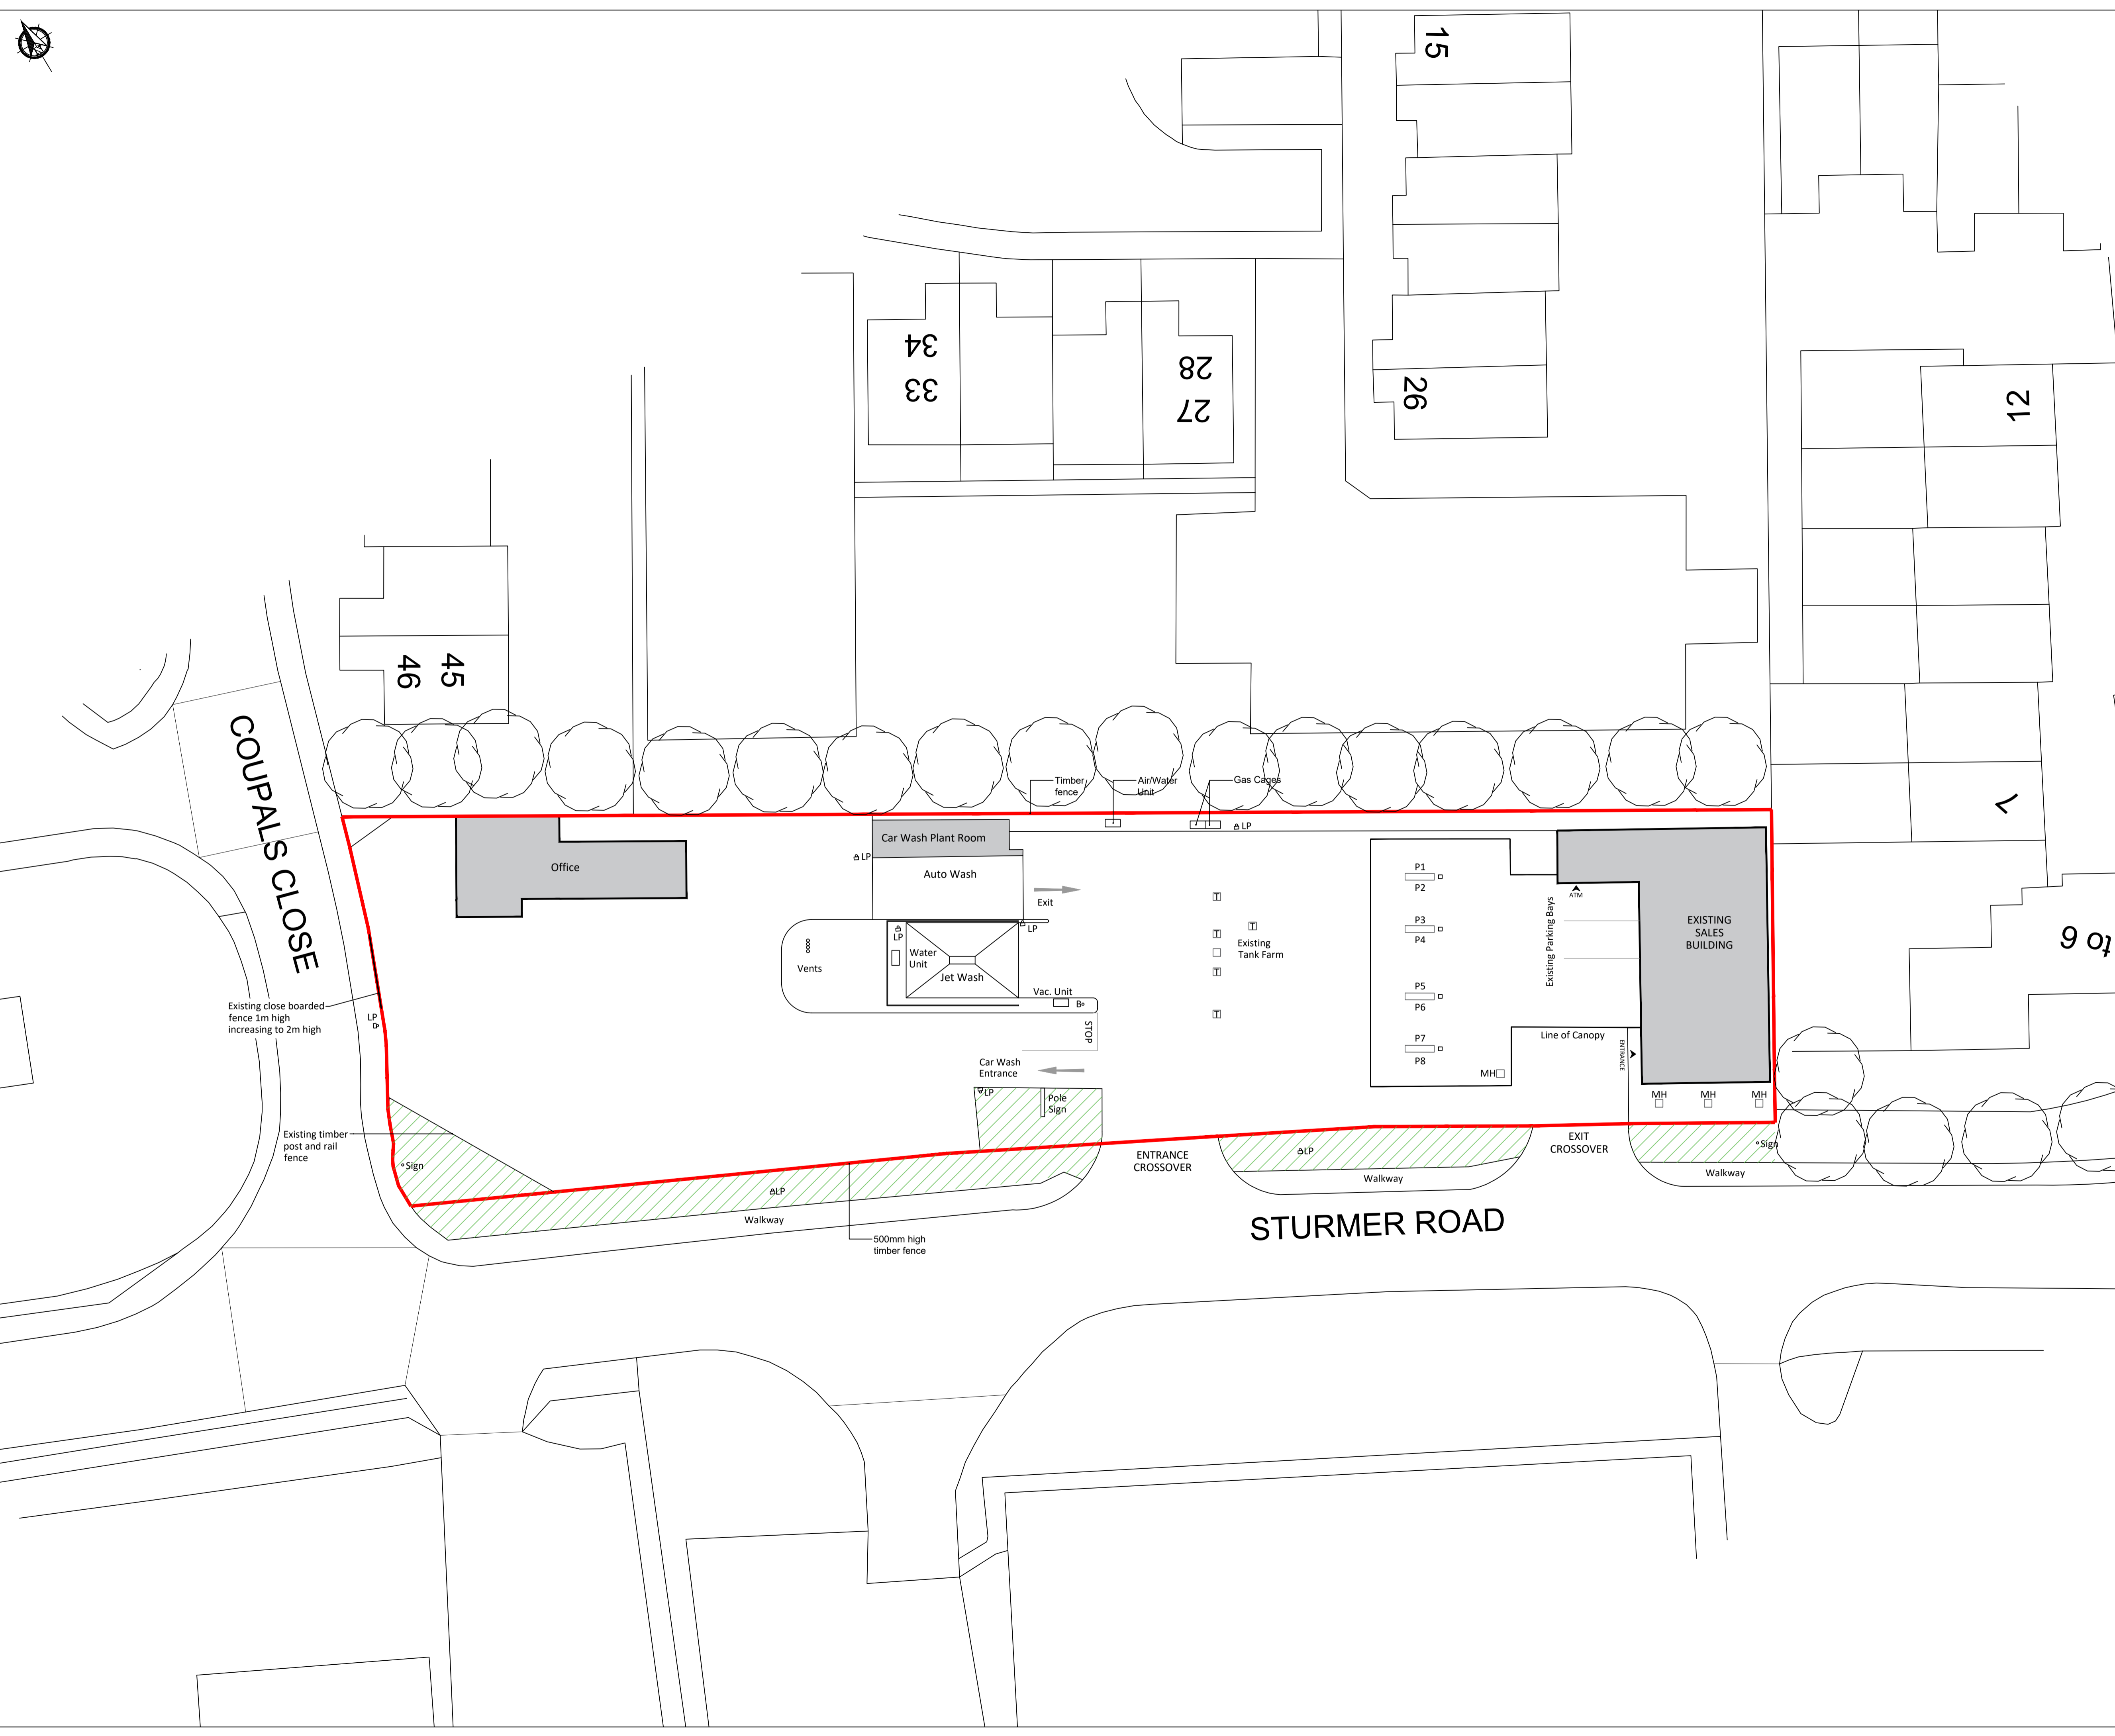 15
34
33
28
27
26
12
46
45
COUPALS CLOSE
7
to 9
Timber
fence
Air/Water
Unit
Gas Cages
LP
Car Wash Plant Room
LP
Office
Auto Wash
Exit
P1
P2
ATM
T
P3
P4
Existing Parking Bays
EXISTING
SALES
BUILDING
LP
LP
T
T
Existing
Tank Farm
Water
Unit
Vents
Jet Wash
T
Vac. Unit
B
T
P5
P6
Existing close boarded
fence 1m high
increasing to 2m high
LP
STOP
P7
P8
Line of Canopy
ENTRANCE
Car Wash
Entrance
MH
LP
Pole
Sign
MH
MH
MH
Existing timber
post and rail
fence
Sign
ENTRANCE
CROSSOVER
LP
EXIT
CROSSOVER
Sign
Walkway
Walkway
LP
Walkway
STURMER ROAD
500mm high
timber fence